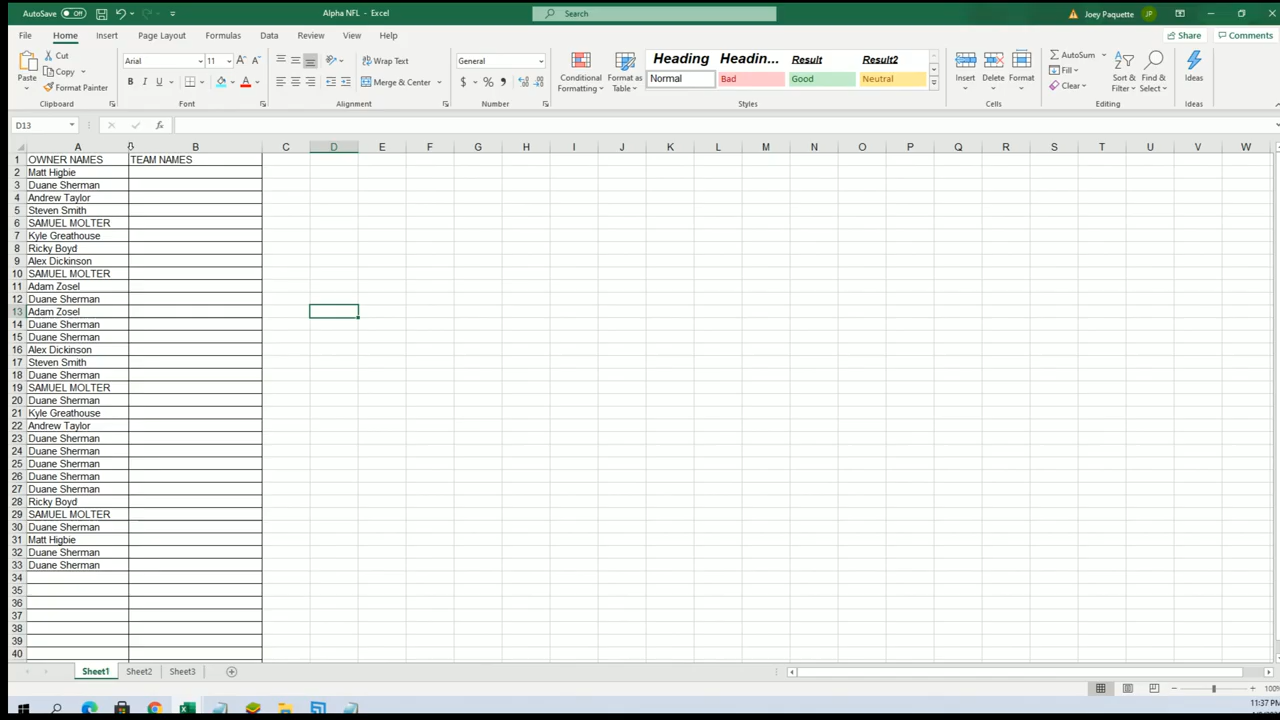 AutoSave Off Alpha NFL - Excel Search Joey Paquette JP
File Home Insert Page Layout Formulas Data Review View Help Share Comments
Paste Cut Copy Format Painter Clipboard
Arial 11 A A B I U A Font
ab Wrap Text Merge & Center Alignment
General $ % , Number
Conditional Formatting Format as Table
Heading Headin... Result Result2
Normal Bad Good Neutral Styles
Insert Delete Format Cells
AutoSum Fill Clear Sort & Filter Find & Select Editing
Ideas Ideas
D13 fx
A B C D E F G H I J K L M N O P Q R S T U V W
1 OWNER NAMES TEAM NAMES
2 Matt Higbie
3 Duane Sherman
4 Andrew Taylor
5 Steven Smith
6 SAMUEL MOLTER
7 Kyle Greathouse
8 Ricky Boyd
9 Alex Dickinson
10 SAMUEL MOLTER
11 Adam Zosel
12 Duane Sherman
13 Adam Zosel
14 Duane Sherman
15 Duane Sherman
16 Alex Dickinson
17 Steven Smith
18 Duane Sherman
19 SAMUEL MOLTER
20 Duane Sherman
21 Kyle Greathouse
22 Andrew Taylor
23 Duane Sherman
24 Duane Sherman
25 Duane Sherman
26 Duane Sherman
27 Duane Sherman
28 Ricky Boyd
29 SAMUEL MOLTER
30 Duane Sherman
31 Matt Higbie
32 Duane Sherman
33 Duane Sherman
34
35
36
37
38
39
40
Sheet1 Sheet2 Sheet3
100%
11:37 PM